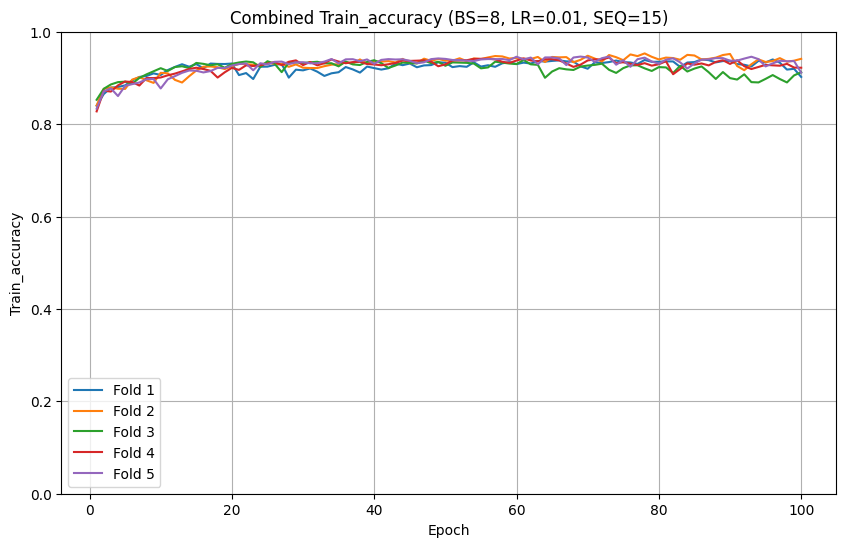 Combined Train_accuracy (BS=8, LR=0.01, SEQ=15)
Train_accuracy
1.0
0.8
0.6
0.4
0.2
0.0
Fold 1
Fold 2
Fold 3
Fold 4
Fold 5
0 20 40 60 80 100
Epoch